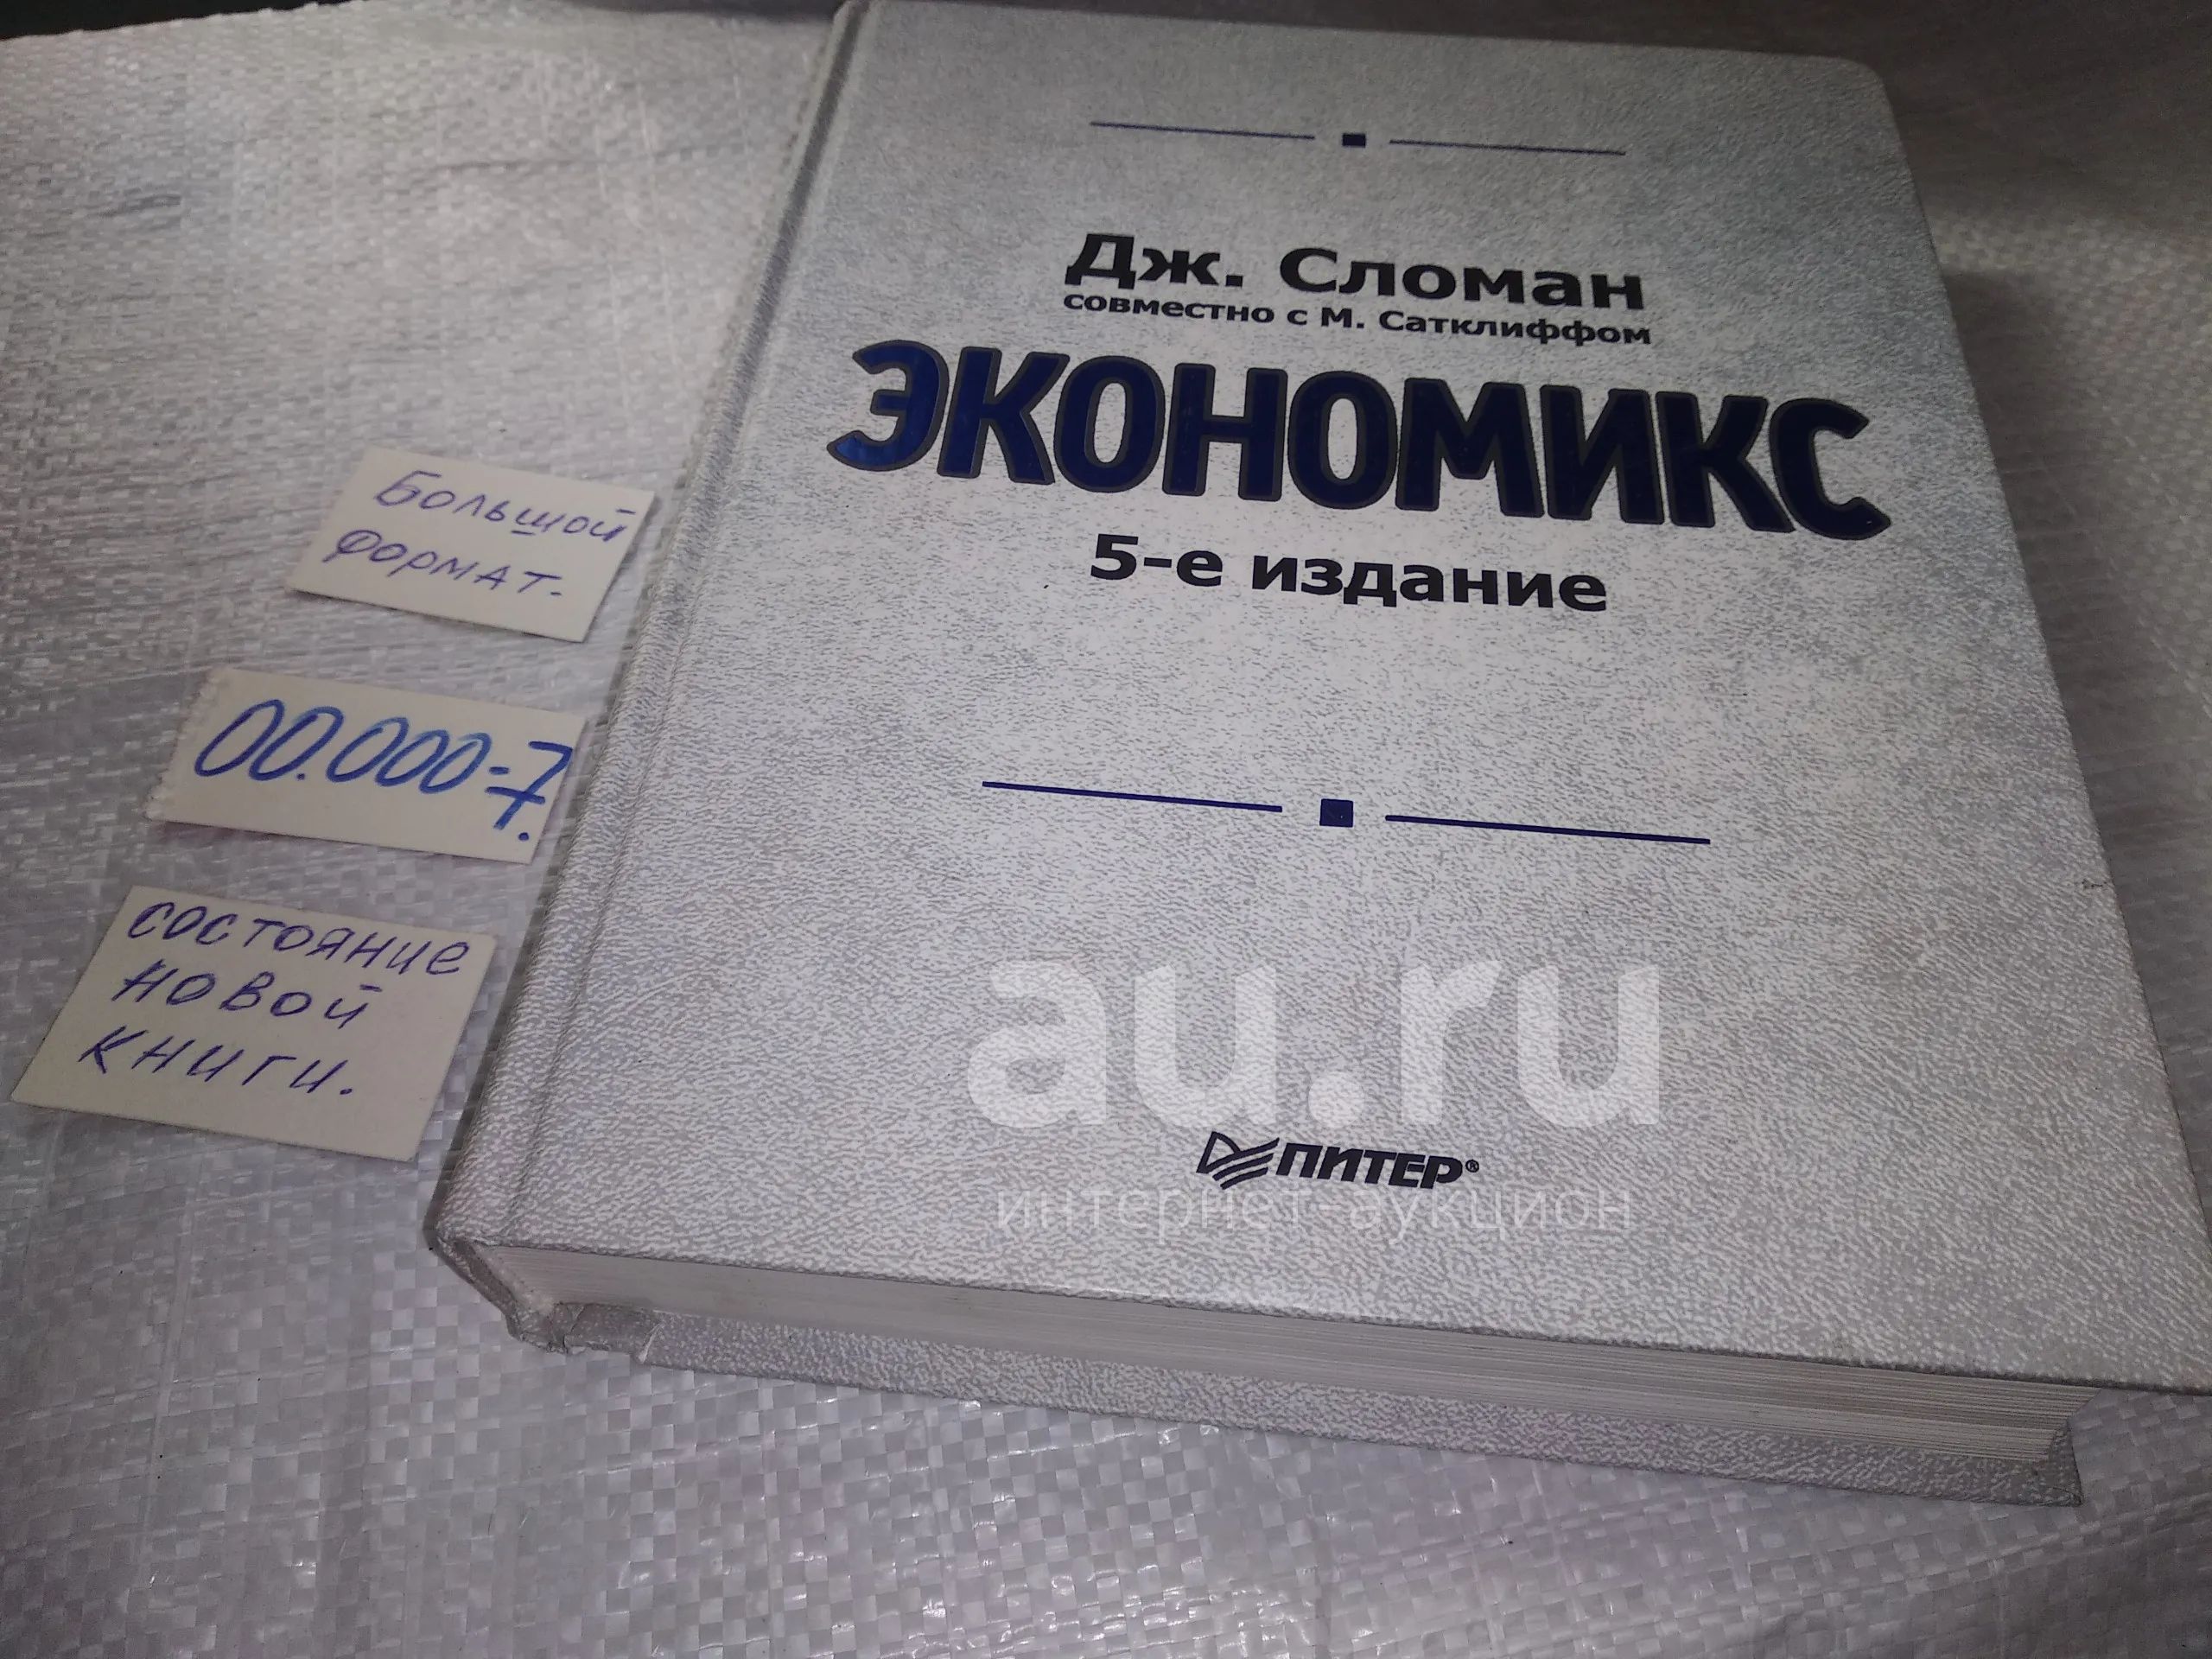 Дж. Сломан
совместно с М. Сатклиффом
ЭКОНОМИКС
5-е издание
Большой
формат.
00.000=7.
состояние
новой
книги.
au.ru
ПИТЕР®
интернет-аукцион